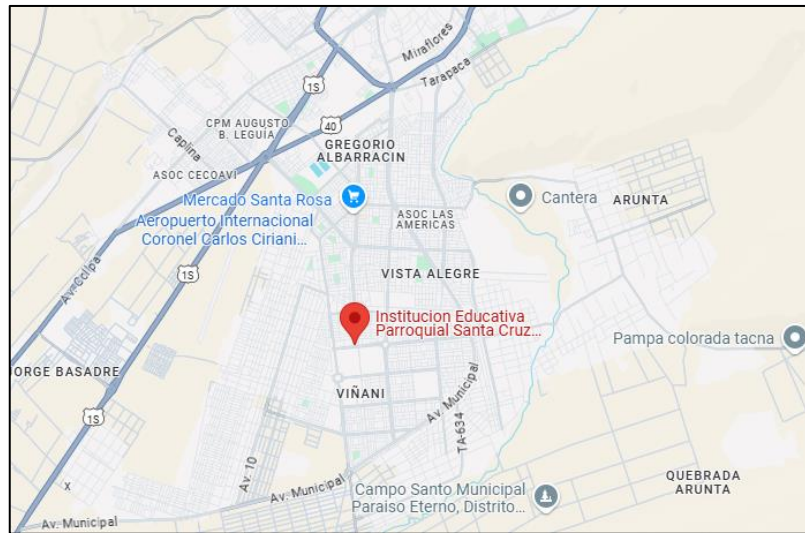 Miraflores
Tarapaca
1S
CPM AUGUSTO
B. LEGUÍA
40
Caplina
GREGORIO
ALBARRACIN
ASOC CECOAVI
Mercado Santa Rosa
Cantera
ARUNTA
Aeropuerto Internacional
Coronel Carlos Ciriani...
ASOC LAS
AMERICAS
1S
Av. Ccllpa
VISTA ALEGRE
Institucion Educativa
Parroquial Santa Cruz...
Pampa colorada tacna
JORGE BASADRE
VIÑANI
Av. Municipal
1S
TA-634
Av. 10
QUEBRADA
ARUNTA
Av. Municipal
Campo Santo Municipal
Paraiso Eterno, Distrito...
Av. Municipal